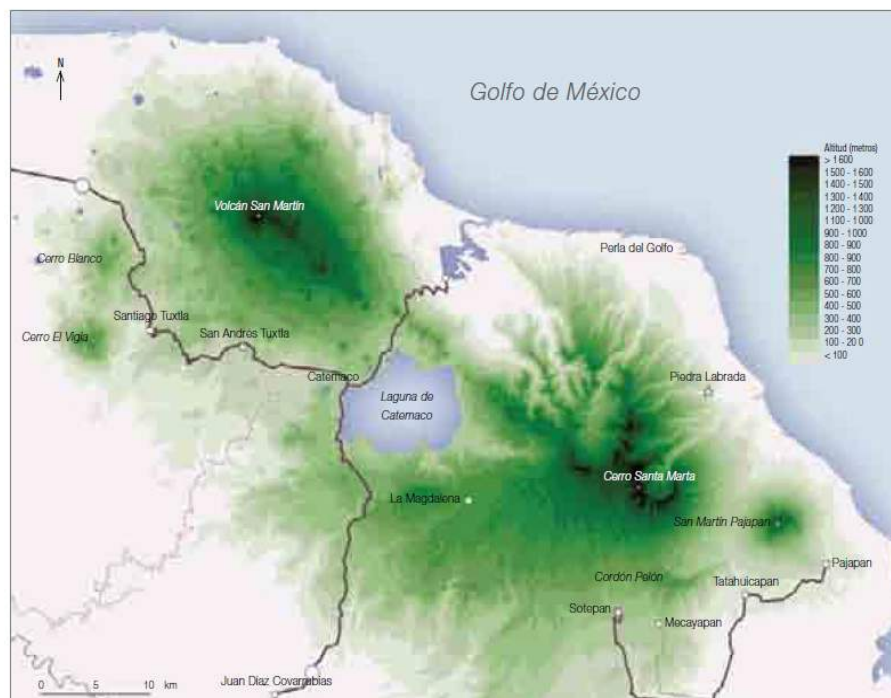 N
Golfo de México
Altitud (metros)
> 1600
1500 - 1600
1400 - 1500
1300 - 1400
1200 - 1300
1100 - 1000
1000 - 1100
900 - 1000
800 - 900
700 - 800
600 - 700
500 - 600
400 - 500
300 - 400
200 - 300
100 - 20 0
< 100
Volcán San Martín
Perla del Golfo
Cerro Blanco
Santiago Tuxtla
Cerro El Vigía
San Andrés Tuxtla
Catemaco
Laguna de
Catemaco
Piedra Labrada
Cerro Santa Marta
La Magdalena
San Martín Pajapan
Pajapan
Cordón Pelón
Tatahuicapan
Sotepan
Mecayapan
Juan Díaz Covarrubias
0 5 10 km